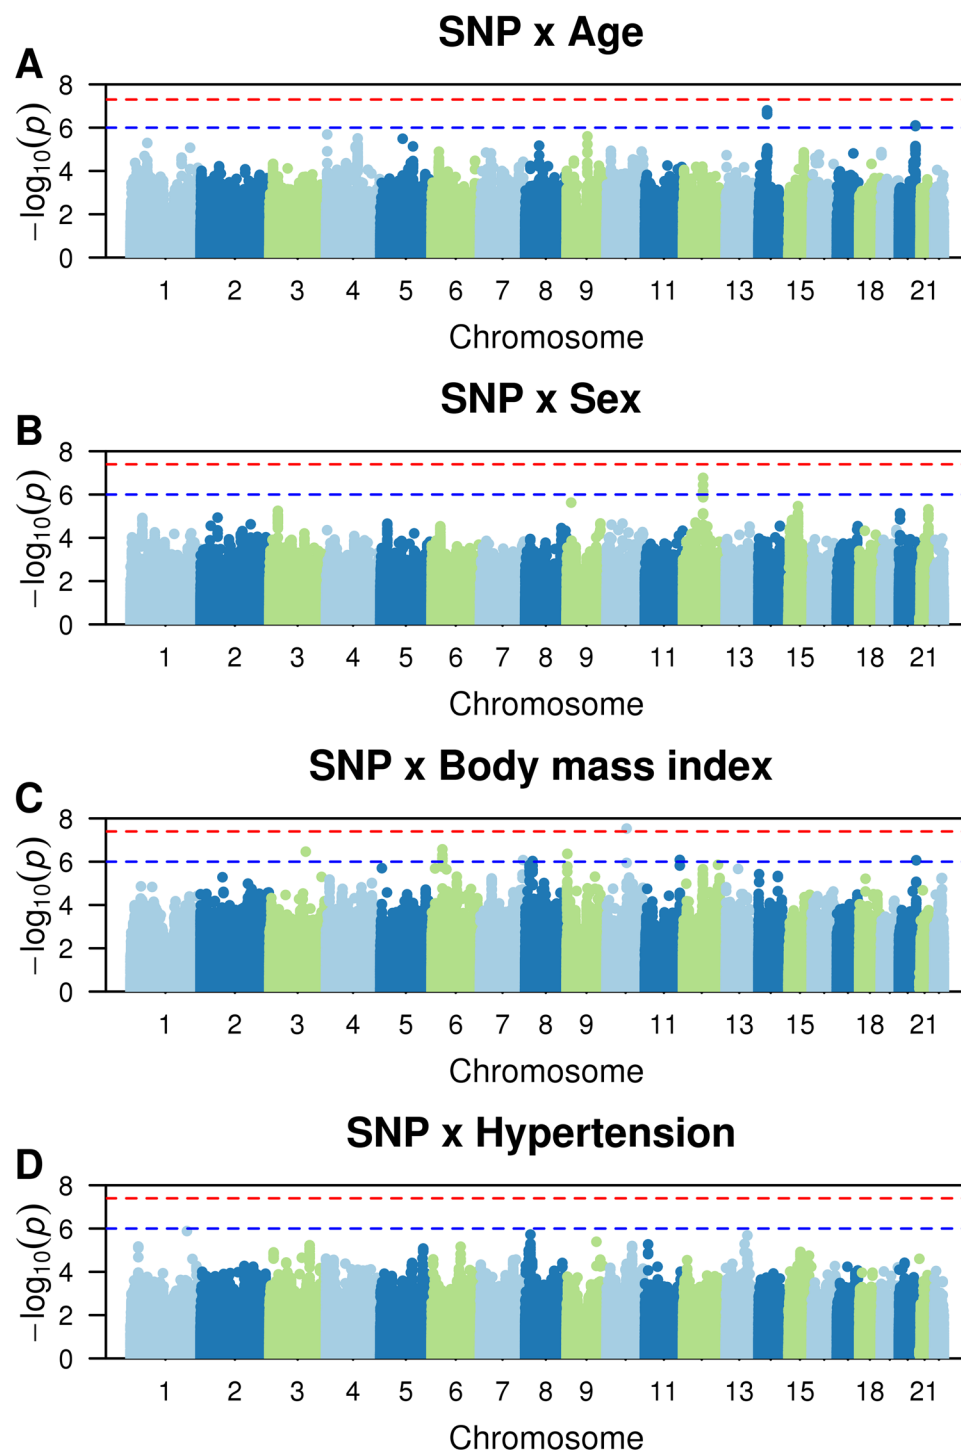 SNP x Age
A
8
6
4
2
0
−log10(p)
1 2 3 4 5 6 7 8 9 11 13 15 18 21
Chromosome
SNP x Sex
B
8
6
4
2
0
−log10(p)
1 2 3 4 5 6 7 8 9 11 13 15 18 21
Chromosome
SNP x Body mass index
C
8
6
4
2
0
−log10(p)
1 2 3 4 5 6 7 8 9 11 13 15 18 21
Chromosome
SNP x Hypertension
D
8
6
4
2
0
−log10(p)
1 2 3 4 5 6 7 8 9 11 13 15 18 21
Chromosome